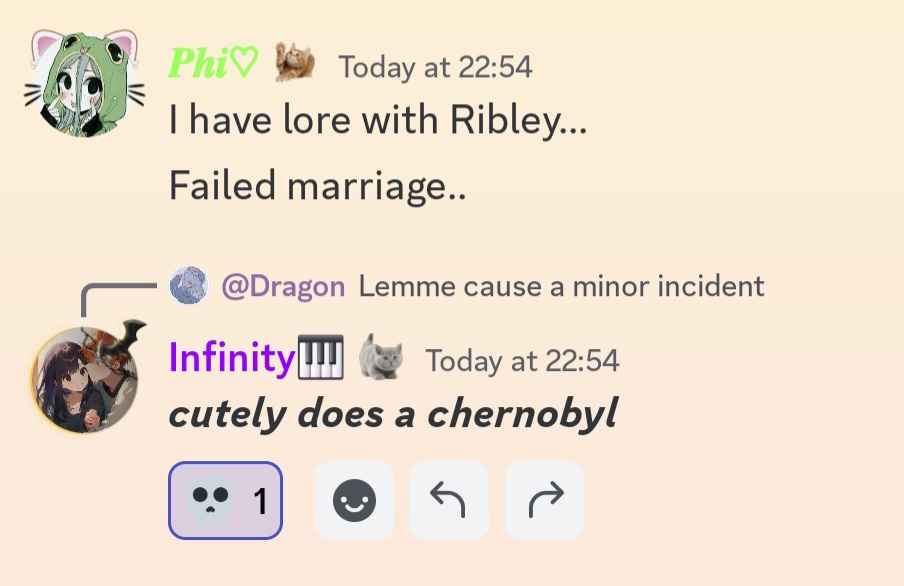 Phi♡ Today at 22:54
I have lore with Ribley...
Failed marriage..
@Dragon Lemme cause a minor incident
Infinity🎹 Today at 22:54
cutely does a chernobyl
1